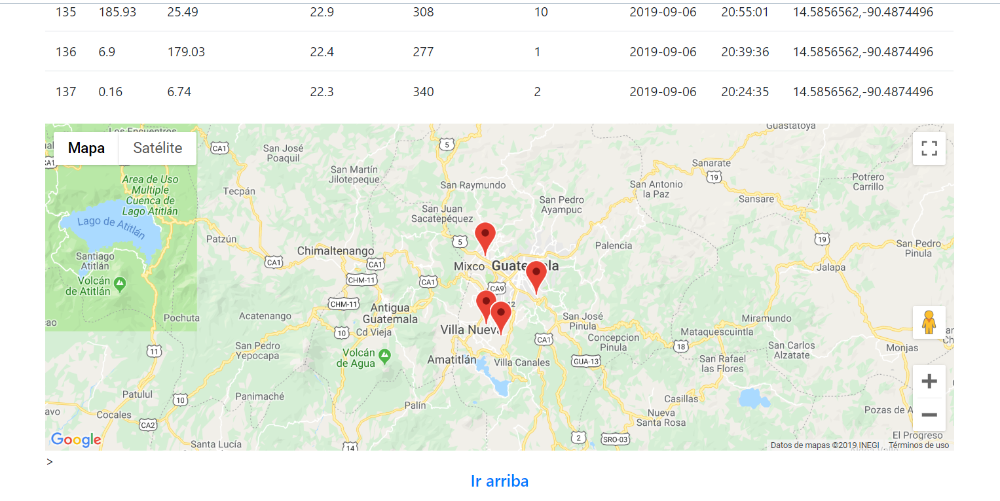 135 185.93 25.49 22.9 308 10 2019-09-06 20:55:01 14.5856562,-90.4874496
136 6.9 179.03 22.4 277 1 2019-09-06 20:39:36 14.5856562,-90.4874496
137 0.16 6.74 22.3 340 2 2019-09-06 20:24:35 14.5856562,-90.4874496
Los Encuentros
Guastatoya
Mapa Satélite
CA1
San José
Poaquil
5
CA1
Sanarate
19
San Martín
Jilotepeque
Area de Uso
Multiple
Cuenca de
Lago Atitlán
Potrero
Carrillo
Tecpán
San Raymundo
San Antonio
la Paz
San Pedro
Ayampuc
Sansare
San Juan
Sacatepéquez
Lago de Atitlán
Patzún
5
19
Palencia
San Pedro
Pinula
Chimaltenango
Santiago
Atitlán
CA1
CA1
Mixco
Guatemala
Jalapa
Volcán
de Atitlán
CHM-11
CA1
CA9
CHM-11
12
Antigua
Guatemala
Acatenango
Pochuta
San José
Pinula
Miramundo
10
Cd Vieja
Villa Nueva
CA1
Concepcion
Pinula
Mataquescuintla
18
San Pedro
Yepocapa
San Carlos
Alzatate
Monjas
11
Volcán
de Agua
Amatitlán
Villa Canales
GUA-13
San Rafael
las Flores
Patulul
10
Panimaché
Casillas
Palín
Nueva
Santa Rosa
Pozas de A
Cocales
CA2
El Progreso
2
SRO-03
Santa Lucía
14
Google
Datos de mapas ©2019 INEGI Términos de uso
>
Ir arriba